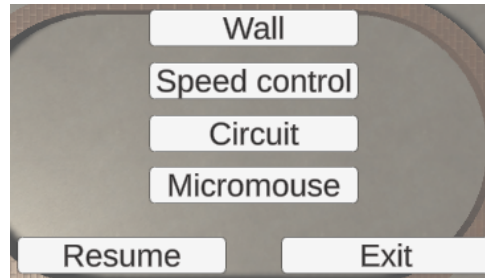 Wall
Speed control
Circuit
Micromouse
Resume
Exit